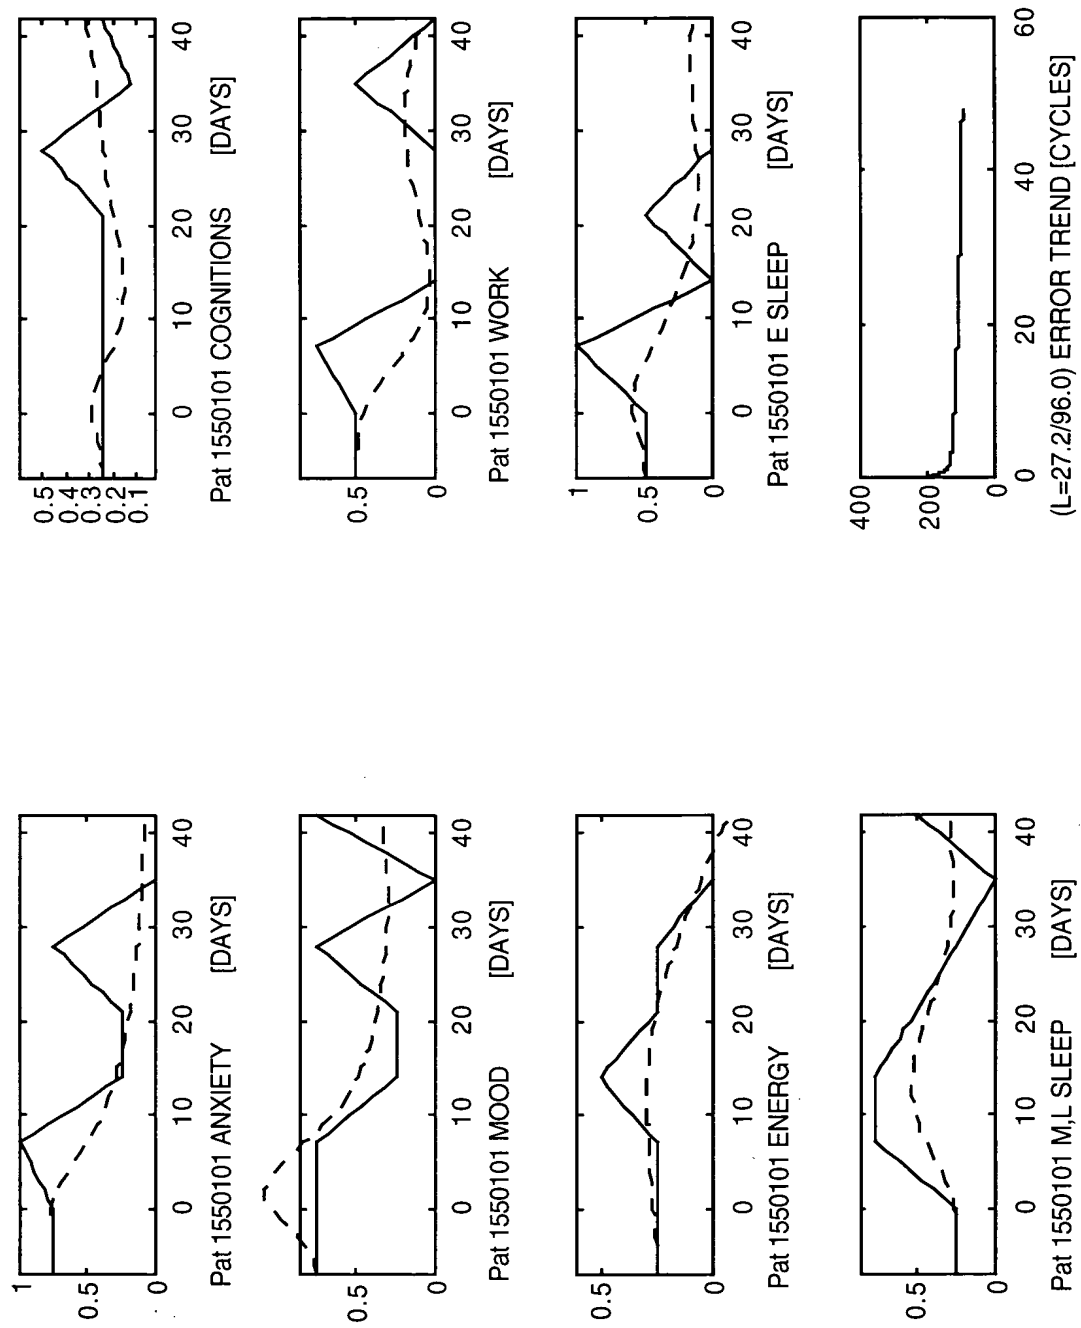 1
0.5
0
0 10 20 30 40
Pat 1550101 ANXIETY [DAYS]
0.5
0.4
0.3
0.2
0.1
0 10 20 30 40
Pat 1550101 COGNITIONS [DAYS]
0.5
0
0 10 20 30 40
Pat 1550101 MOOD [DAYS]
0.5
0
0 10 20 30 40
Pat 1550101 WORK [DAYS]
0.5
0
0 10 20 30 40
Pat 1550101 ENERGY [DAYS]
1
0.5
0
0 10 20 30 40
Pat 1550101 E SLEEP [DAYS]
0.5
0
0 10 20 30 40
Pat 1550101 M,L SLEEP [DAYS]
400
200
0
0 20 40 60
(L=27.2/96.0) ERROR TREND [CYCLES]